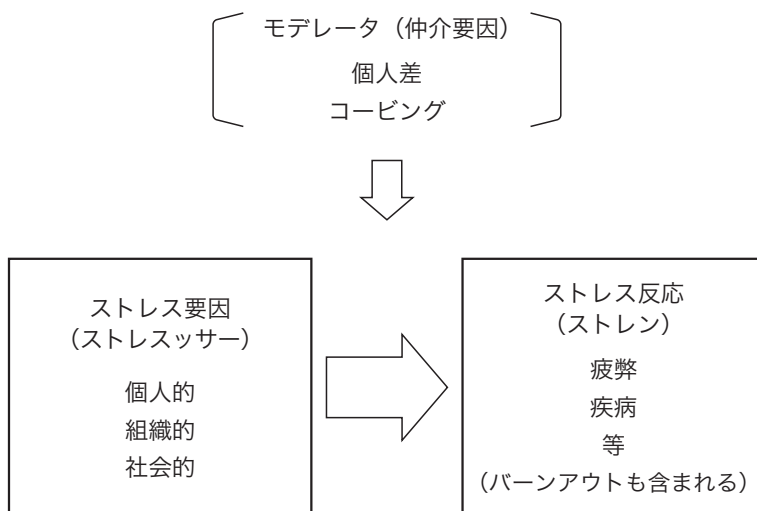 モデレータ（仲介要因）
個人差
コービング
ストレス要因
（ストレスッサー）
個人的
組織的
社会的
ストレス反応
（ストレン）
疲弊
疾病
等
（バーンアウトも含まれる）